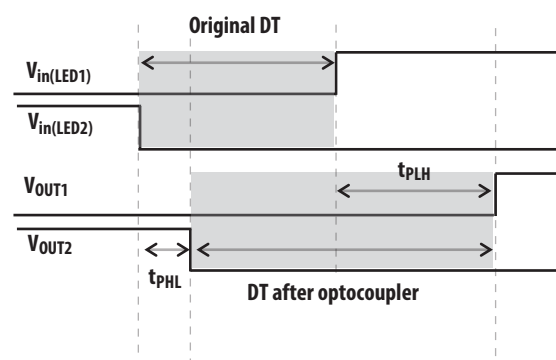 Original DT
Vin(LED1)
Vin(LED2)
VOUT1
tPLH
VOUT2
tPHL
DT after optocoupler